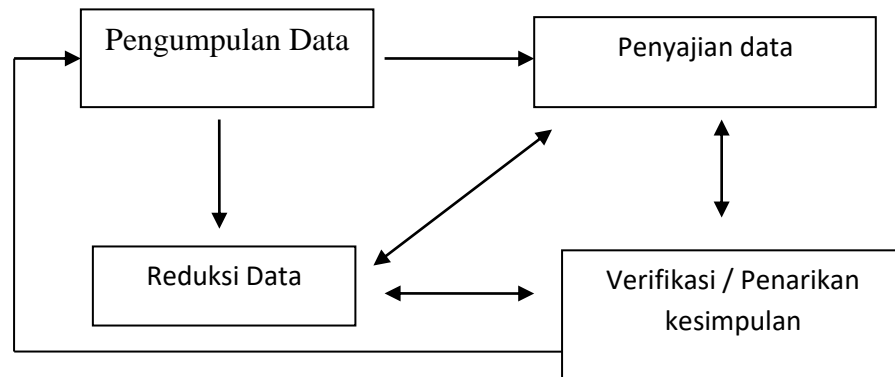 Pengumpulan Data
Penyajian data
Reduksi Data
Verifikasi / Penarikan
kesimpulan